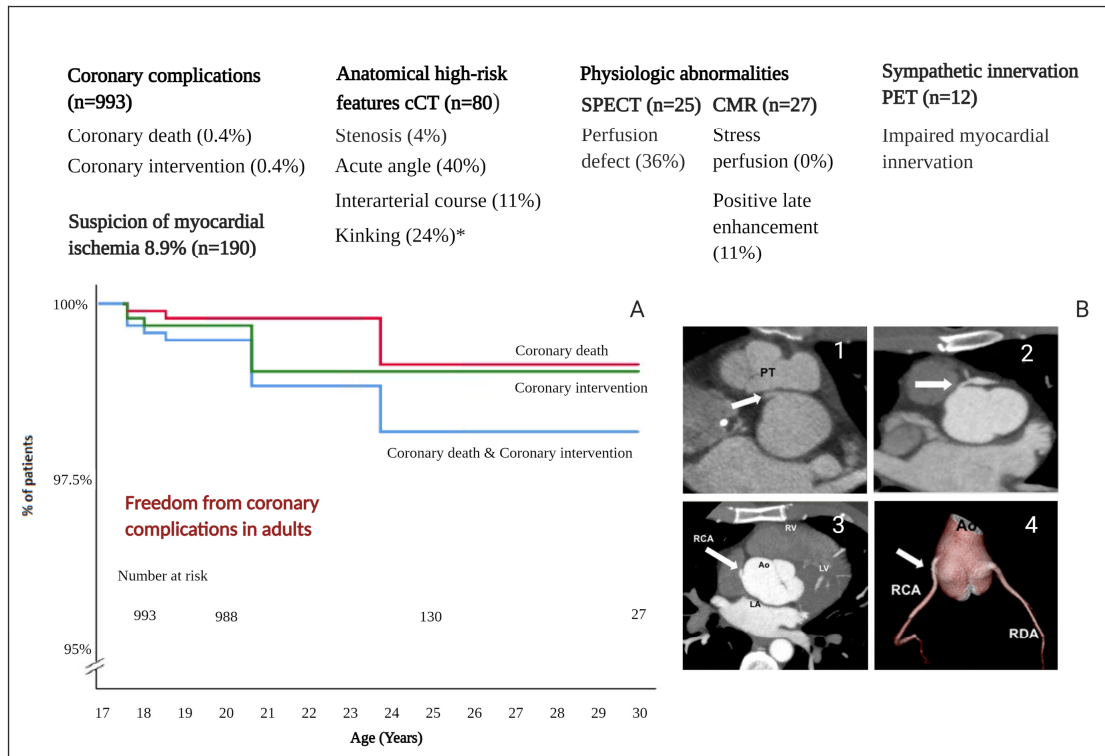 Coronary complications
(n=993)
Coronary death (0.4%)
Coronary intervention (0.4%)
Suspicion of myocardial
ischemia 8.9% (n=190)
Anatomical high-risk
features cCT (n=80)
Stenosis (4%)
Acute angle (40%)
Interarterial course (11%)
Kinking (24%)*
Physiologic abnormalities
SPECT (n=25)
Perfusion
defect (36%)
CMR (n=27)
Stress
perfusion (0%)
Positive late
enhancement
(11%)
Sympathetic innervation
PET (n=12)
Impaired myocardial
innervation
A
100%
97.5%
95%
% of patients
Coronary death
Coronary intervention
Coronary death & Coronary intervention
Freedom from coronary
complications in adults
Number at risk
993 988 130 27
17 18 19 20 21 22 23 24 25 26 27 28 29 30
Age (Years)
B
1
PT
2
3
RV
RCA
Ao
LV
LA
4
Ao
RCA
RDA